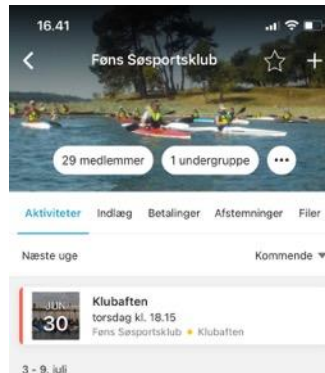 16.41
Føns Søsportsklub
29 medlemmer
1 undergruppe
Aktiviteter Indlæg Betalinger Afstemninger Filer
Næste uge
Kommende
JUN.
30
Klubaften
torsdag kl. 18.15
Føns Søsportsklub • Klubaften
3 - 9. juli